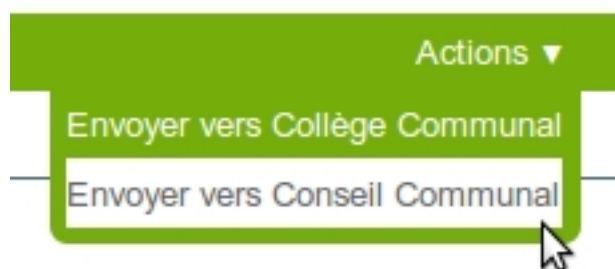 Actions ▼
Envoyer vers Collège Communal
Envoyer vers Conseil Communal